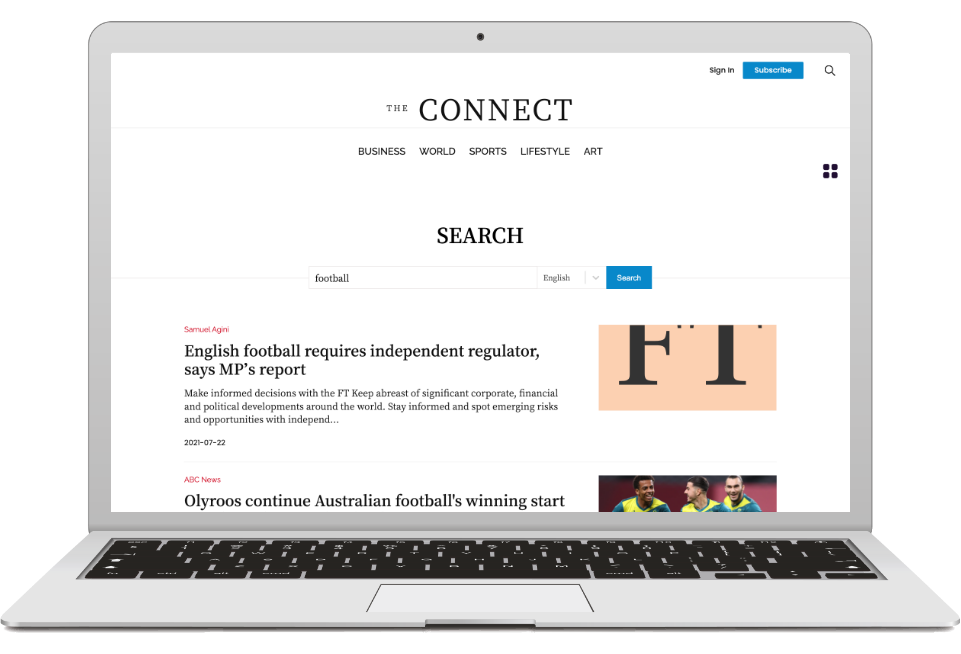 Sign In Subscribe
THE CONNECT
BUSINESS WORLD SPORTS LIFESTYLE ART
SEARCH
football English Search
Samuel Agini
English football requires independent regulator,
says MP's report
Make informed decisions with the FT Keep abreast of significant corporate, financial
and political developments around the world. Stay informed and spot emerging risks
and opportunities with independ...
2021-07-22
FT
ABC News
Olyroos continue Australian football's winning start